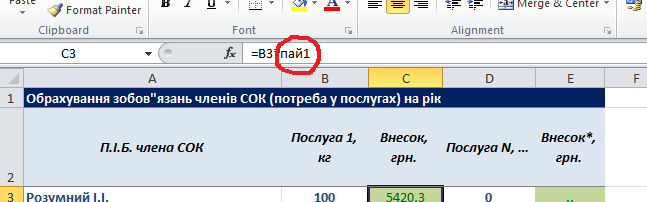 Format Painter
Merge & Center
Clipboard
Font
Alignment
C3
fx
=B3*пай1
A B C D E F
1 Обрахування зобов"язань членів СОК (потреба у послугах) на рік
2 П.І.Б. члена СОК Послуга 1, кг Внесок, грн. Послуга N, ... Внесок*, грн.
3 Розумний І.І. 100 5420,3 0 ..